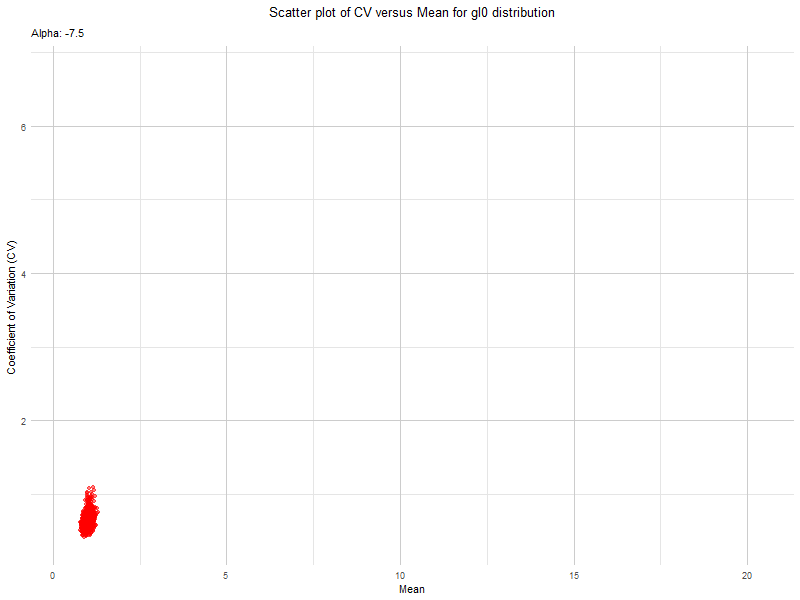 Scatter plot of CV versus Mean for gI0 distribution
Alpha: -7.5
6
4
2
Coefficient of Variation (CV)
0 5 10 15 20
Mean